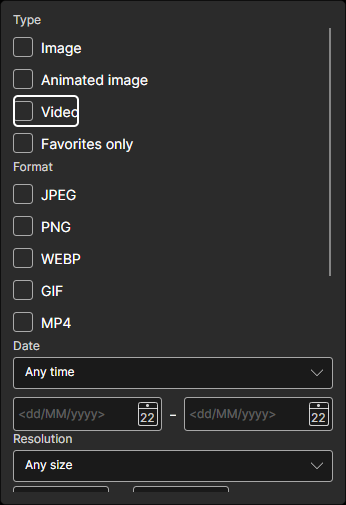 Type
Image
Animated image
Video
Favorites only
Format
JPEG
PNG
WEBP
GIF
MP4
Date
Any time
<dd/MM/yyyy> 22 - <dd/MM/yyyy> 22
Resolution
Any size